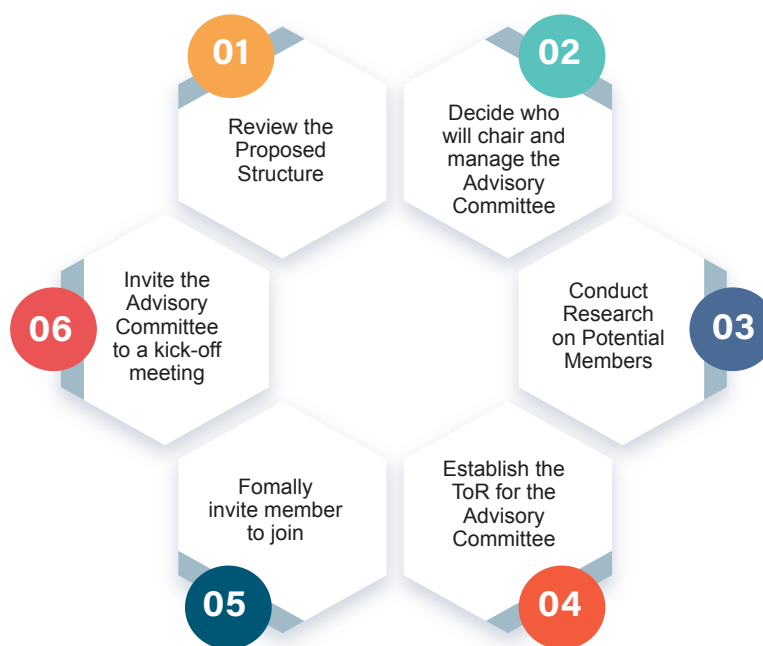 01
Review the
Proposed
Structure
02
Decide who
will chair and
manage the
Advisory
Committee
03
Conduct
Research
on Potential
Members
04
Establish the
ToR for the
Advisory
Committee
05
Fomally
invite member
to join
06
Invite the
Advisory
Committee
to a kick-off
meeting